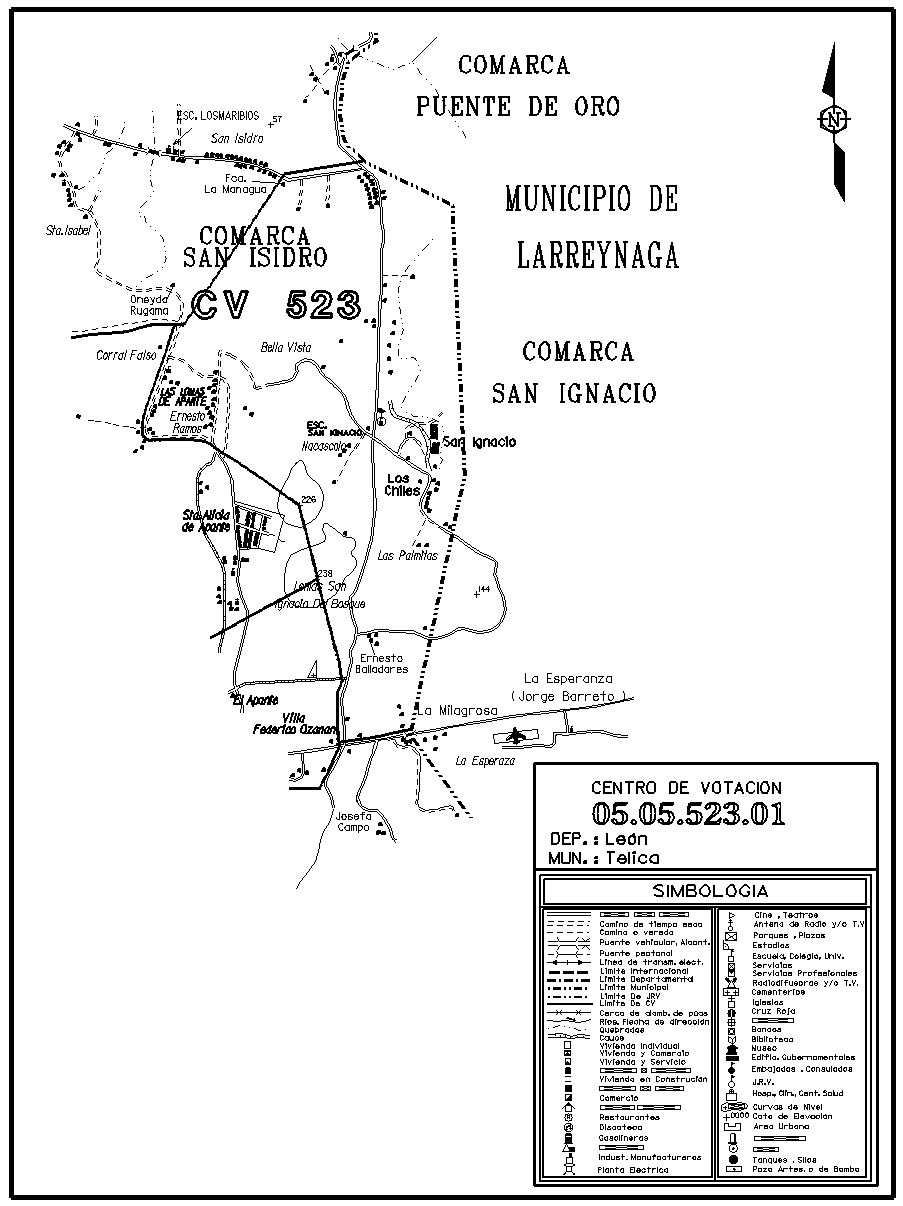 COMARCA
PUENTE DE ORO
N
ESC. LOSMARIBIOS
57
San Isidro
Fca.
La Managua
MUNICIPIO DE
LARREYNAGA
Sta.Isabel
COMARCA
SAN ISIDRO
Oneyda
Rugama
CV 523
Corral Falso
Bella Vista
COMARCA
SAN IGNACIO
LAS LOMAS
DE APANTE
Ernesto
Ramos
ESC.
SAN IGNACIO
Nacascolo
San Ignacio
Los
Chiles
226
Sta. Alicia
de Apante
Las Palmitas
238
Lomas San
Ignacio De Bosque
144
Ernesto
Balladares
La Esperanza
(Jorge Barreto )
El Apante
La Milagrosa
Villa
Federico Ozanan
La Esperaza
Josefa
Campo
CENTRO DE VOTACION
05.05.523.01
DEP. : León
MUN. : Telica
SIMBOLOGIA
Camino de tiempo seco
Camino o vereda
Puente vehicular, Alcant.
Puente peatonal
Linea de transm. elect.
Limite Internacional
Limite Departamental
Limite Municipal
Limite De JRV
Limite De CV
Cerca de alamb. de púas
Rios. Flecha de dirección
Quebradas
Cauce
Vivienda Individual
Vivienda y Comercio
Vivienda y Servicio
Vivienda en Construción
Comercio
Restaurantes
Discoteca
Gasolineras
Indust. Manufactureras
Planta Electrica
Cine , Teatros
Antena de Radio y/o T.V
Parques , Plazas
Estadios
Escuela, Colegio, Univ.
Servicios
Servicios Profesionales
Radiodifusoras y/o T.V.
Cementerios
Iglesias
Cruz Roja
Bancos
Biblioteca
Museo
Edific. Gubernamentales
Embajadas . Consulados
J.R.V.
Hosp., Clin., Cent. Salud
Curvas de Nivel
Cota de Elevación
Area Urbana
Tanques . Silos
Pozo Artes. o de Bomba